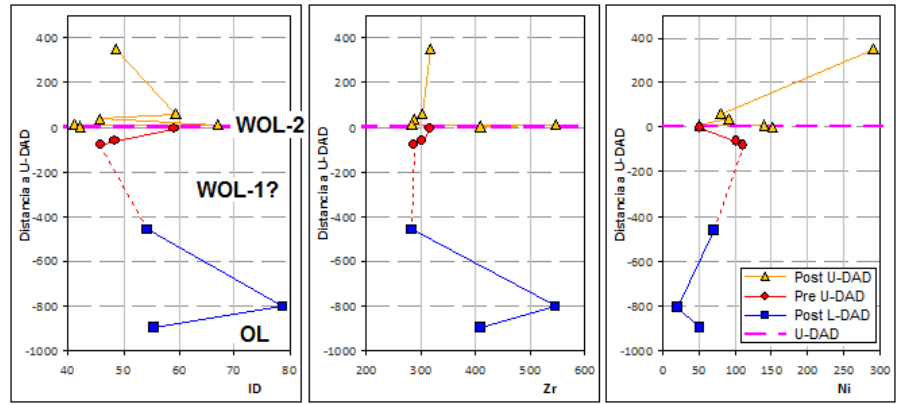 Distancia a U-DAD
400
200
0
-200
-400
-600
-800
-1000
WOL-2
WOL-1?
OL
40 50 60 70 80
ID
Distancia a U-DAD
400
200
0
-200
-400
-600
-800
-1000
200 300 400 500 600
Zr
Distancia a U-DAD
400
200
0
-200
-400
-600
-800
-1000
Post U-DAD
Pre U-DAD
Post L-DAD
U-DAD
0 50 100 150 200 250 300
Ni